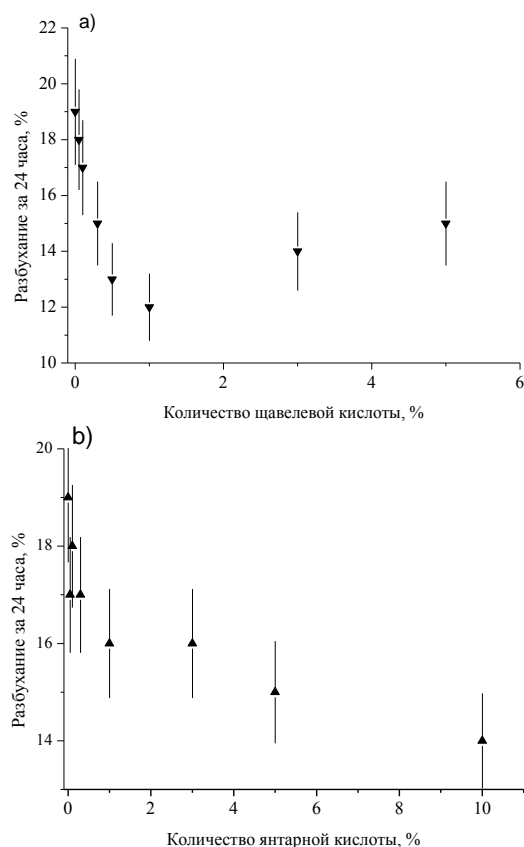 a)
22
20
18
16
14
12
10
Разбухание за 24 часа, %
0 2 4 6
Количество щавелевой кислоты, %
b)
20
18
16
14
Разбухание за 24 часа, %
0 2 4 6 8 10
Количество янтарной кислоты, %